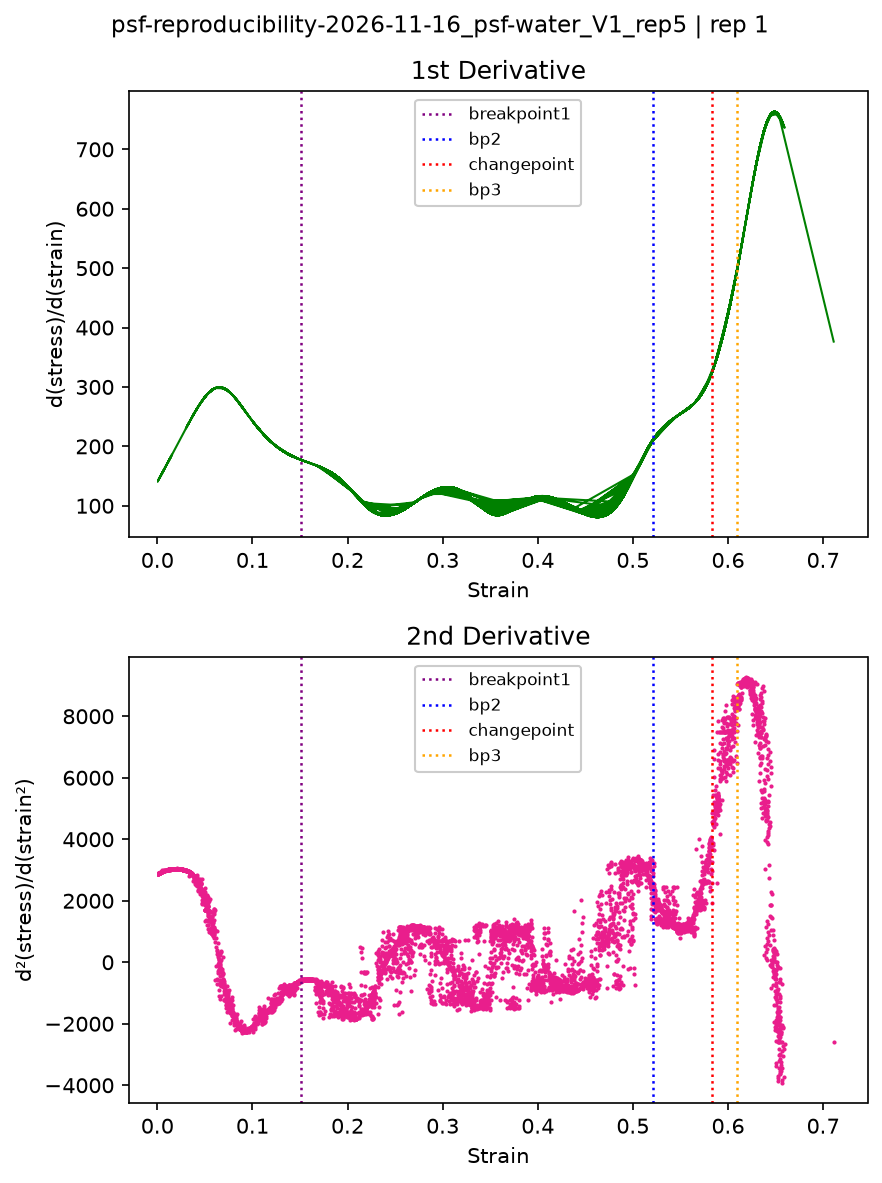 psf-reproducibility-2026-11-16_psf-water_V1_rep5 | rep 1
1st Derivative
d(stress)/d(strain)
700
600
500
400
300
200
100
breakpoint1
bp2
changepoint
bp3
0.0 0.1 0.2 0.3 0.4 0.5 0.6 0.7
Strain
2nd Derivative
d²(stress)/d(strain²)
8000
6000
4000
2000
0
−2000
−4000
breakpoint1
bp2
changepoint
bp3
0.0 0.1 0.2 0.3 0.4 0.5 0.6 0.7
Strain